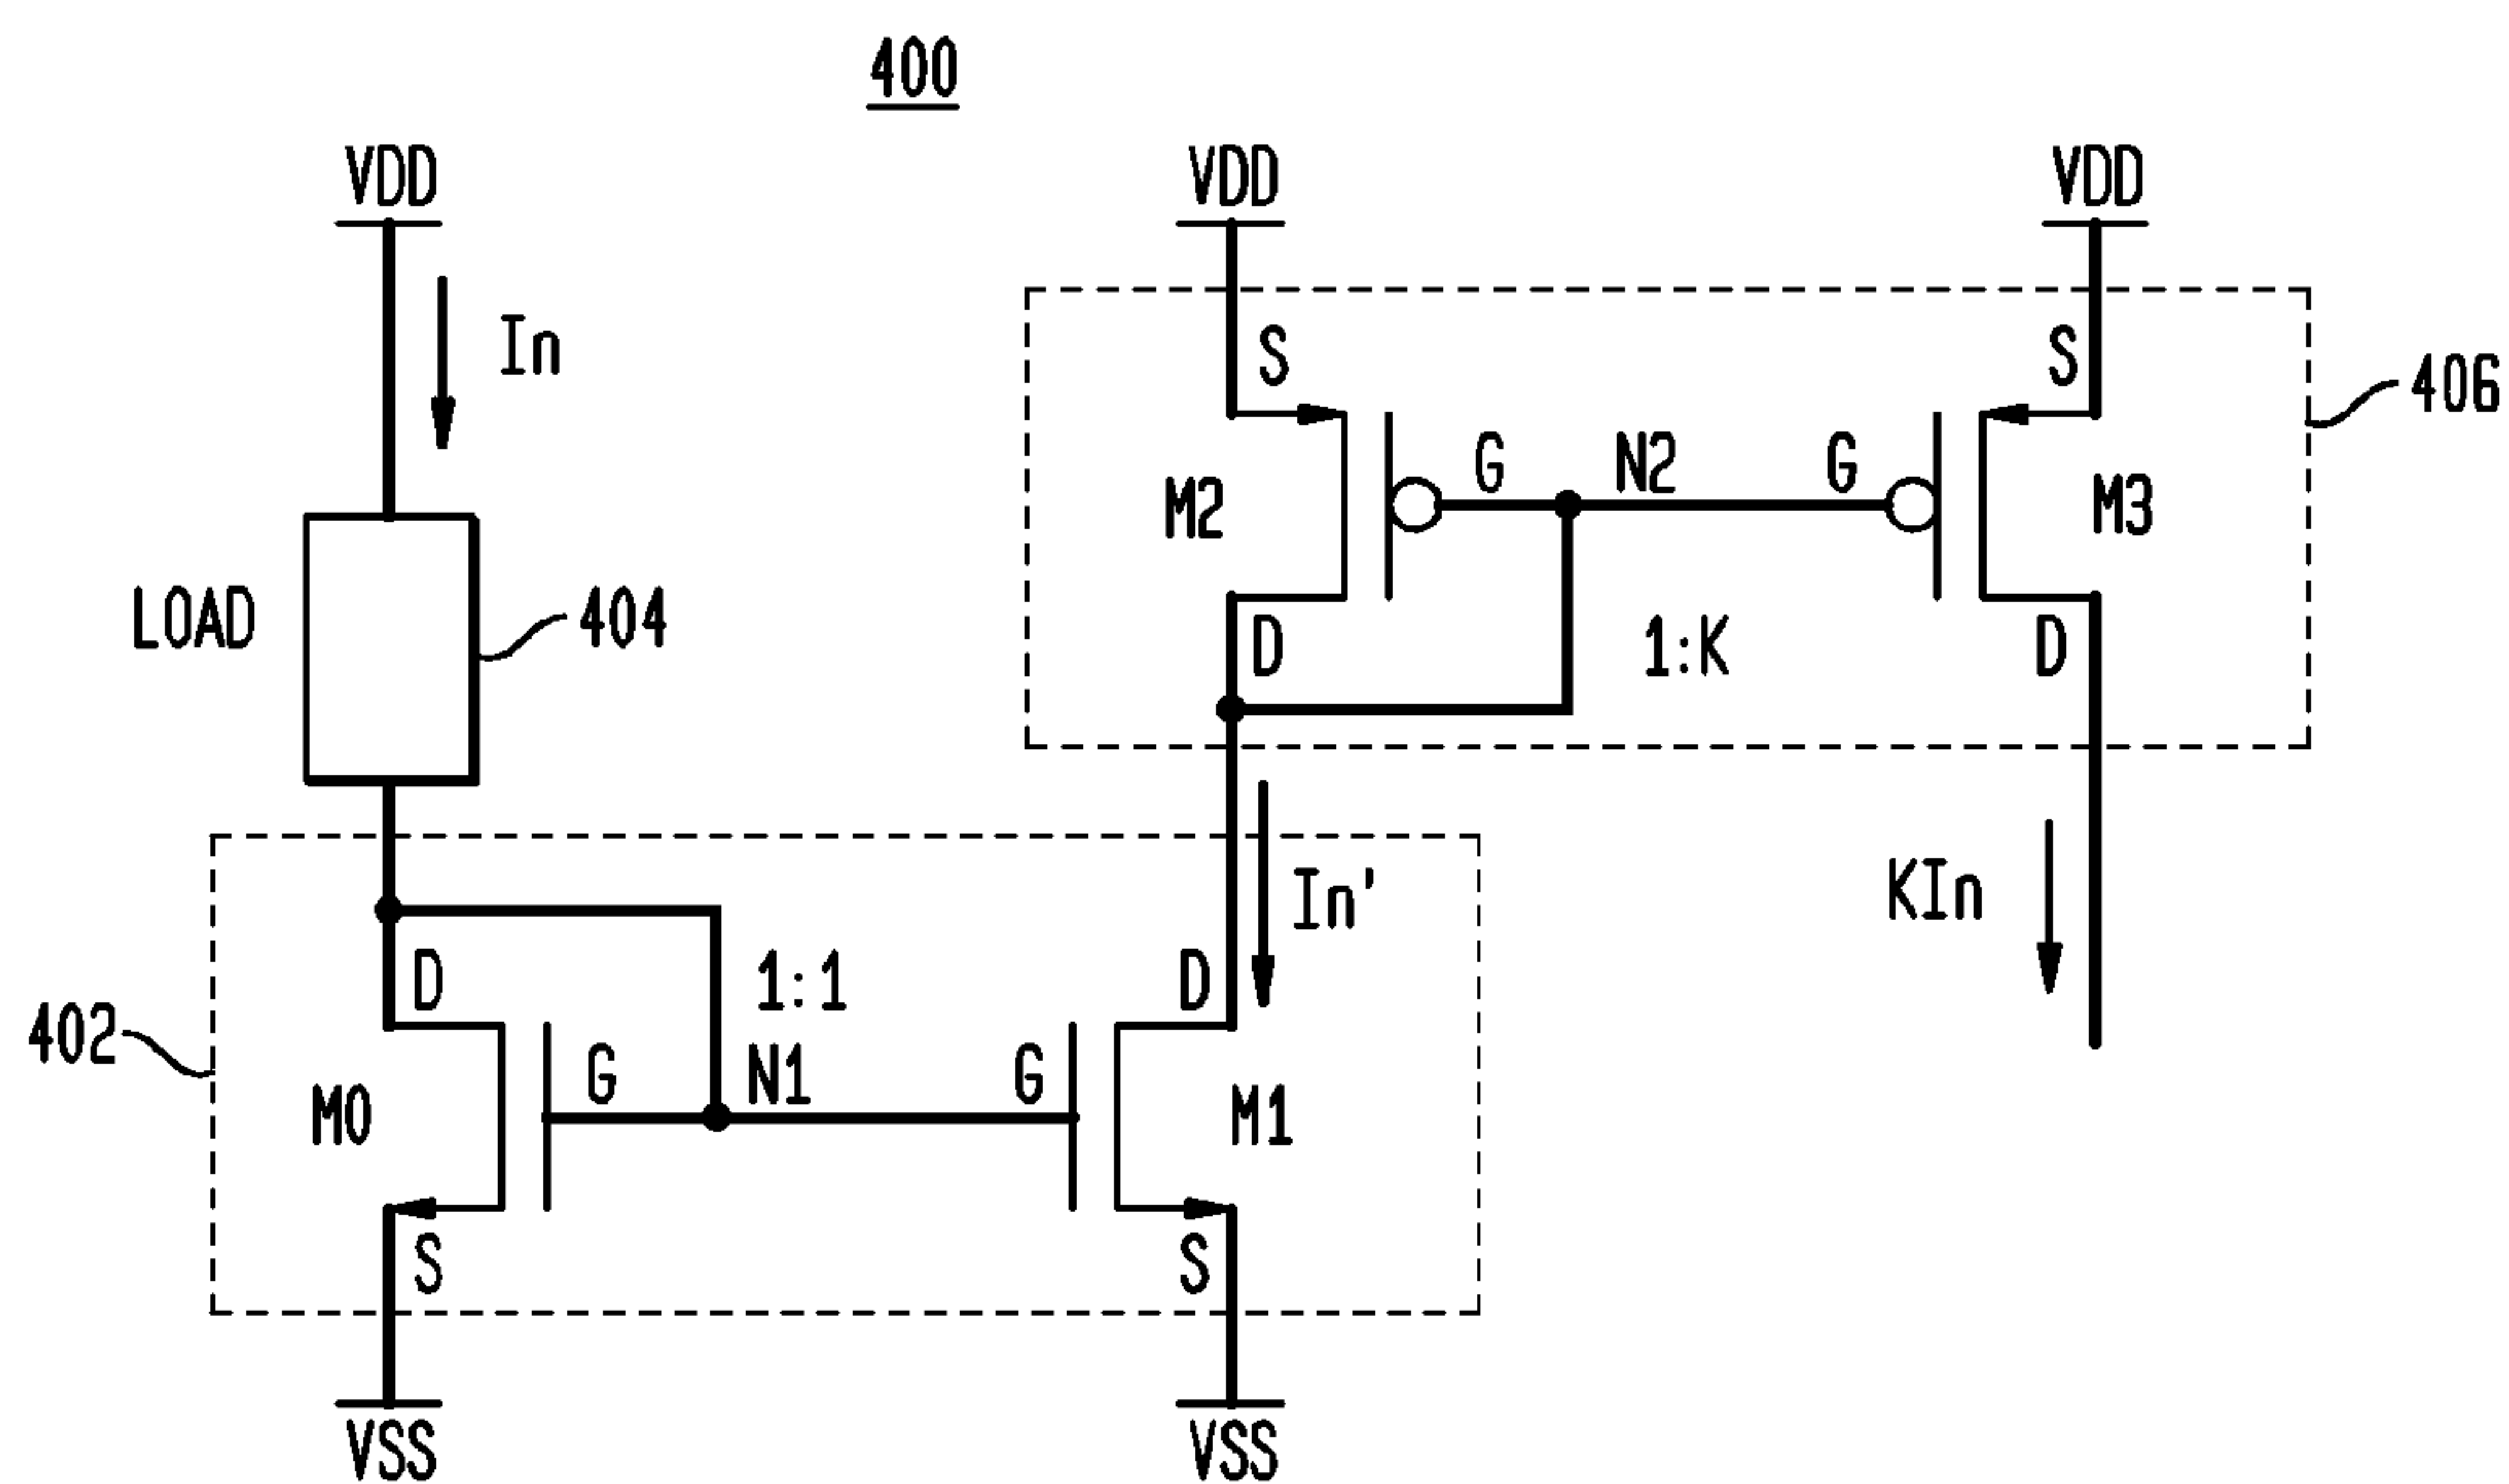 400
VDD VDD VDD
In
S S
406
G N2 G
M2 M3
LOAD 404
D 1:K D
KIn
In'
D 1:1 D
402
G N1 G
M0 M1
S S
VSS VSS